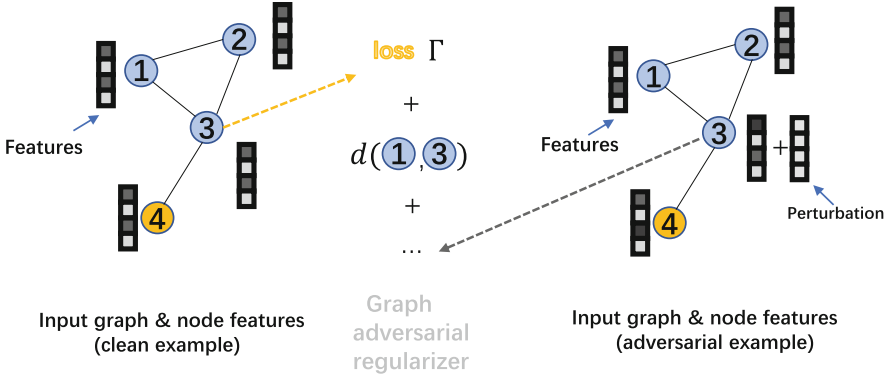 1
2
3
4
Features
Input graph & node features
(clean example)
loss Γ
+
d(1,3)
+
...
Graph
adversarial
regularizer
1
2
3
4
+
Features
Perturbation
Input graph & node features
(adversarial example)